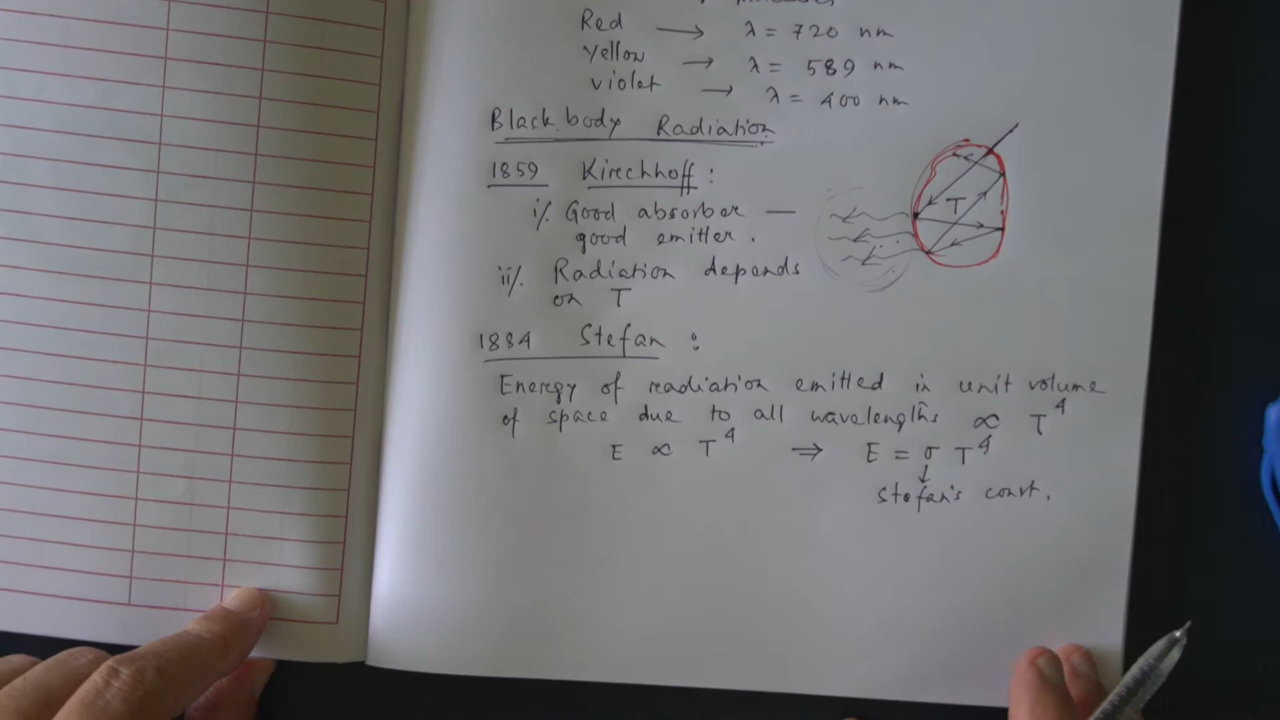 Red → λ = 720 nm
Yellow → λ = 589 nm
violet → λ = 400 nm
Black body Radiation
1859 Kirechhoff :
i/. Good absorber —
good emitter.
ii/. Radiation depends
on T
T
1884 Stefan :
Energy of readiation emitted in unit volume
of space due to all wavelengths ∝ T⁴
E ∝ T⁴ ⇒ E = σ T⁴
↓
Stefan's const.